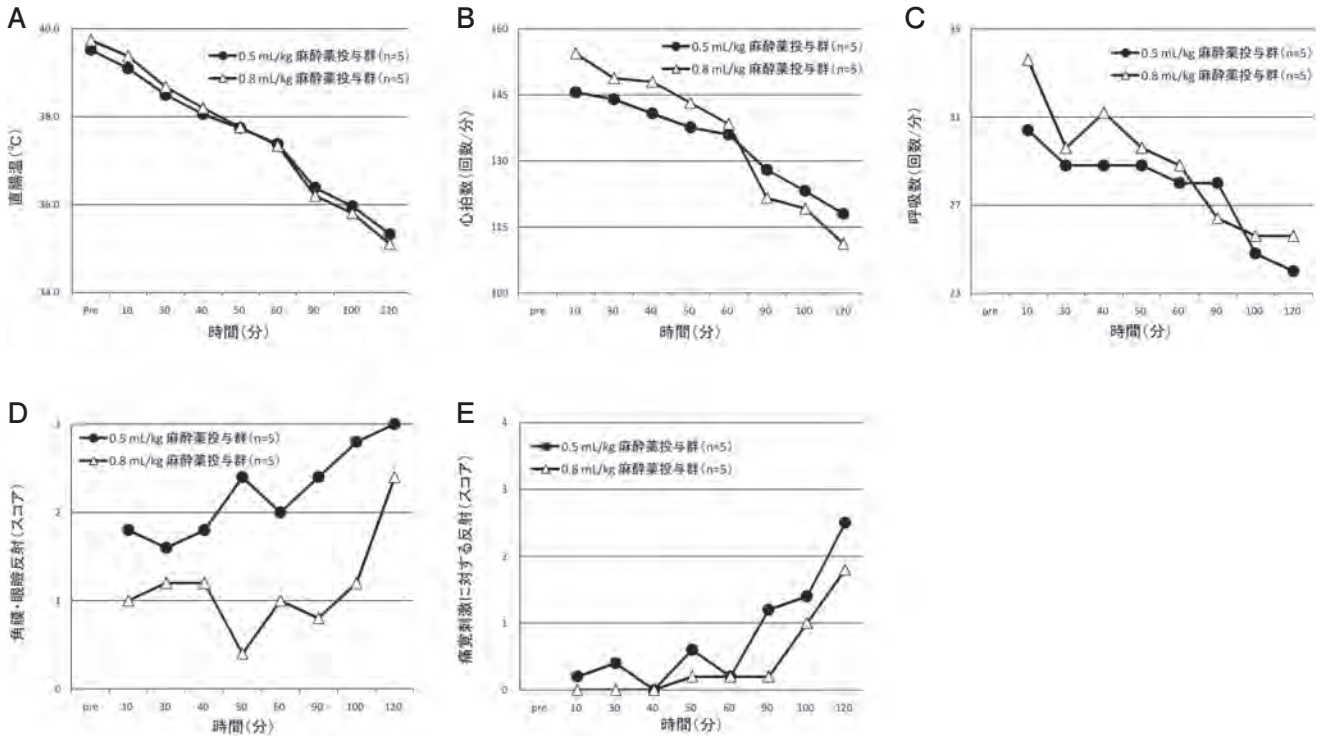 A
40.0
38.0
36.0
34.0
直腸温(℃)
0.5 mL/kg 麻酔薬投与群(n=5)
0.8 mL/kg 麻酔薬投与群(n=5)
Pre 10 30 40 50 60 90 100 120
時間(分)
B
160
145
130
115
100
心拍数(回数/分)
0.5 mL/kg 麻酔薬投与群(n=5)
0.8 mL/kg 麻酔薬投与群(n=5)
pre 10 30 40 50 60 90 100 120
時間(分)
C
35
31
27
23
呼吸数(回数/分)
0.5 mL/kg 麻酔薬投与群(n=5)
0.8 mL/kg 麻酔薬投与群(n=5)
pre 10 30 40 50 60 90 100 120
時間(分)
D
3
2
1
0
角膜・眼瞼反射(スコア)
0.5 mL/kg 麻酔薬投与群(n=5)
0.8 mL/kg 麻酔薬投与群(n=5)
pre 10 30 40 50 60 90 100 120
時間(分)
E
4
3
2
1
0
痛覚刺激に対する反射(スコア)
0.5 mL/kg 麻酔薬投与群(n=5)
0.8 mL/kg 麻酔薬投与群(n=5)
pre 10 30 40 50 60 90 100 120
時間(分)